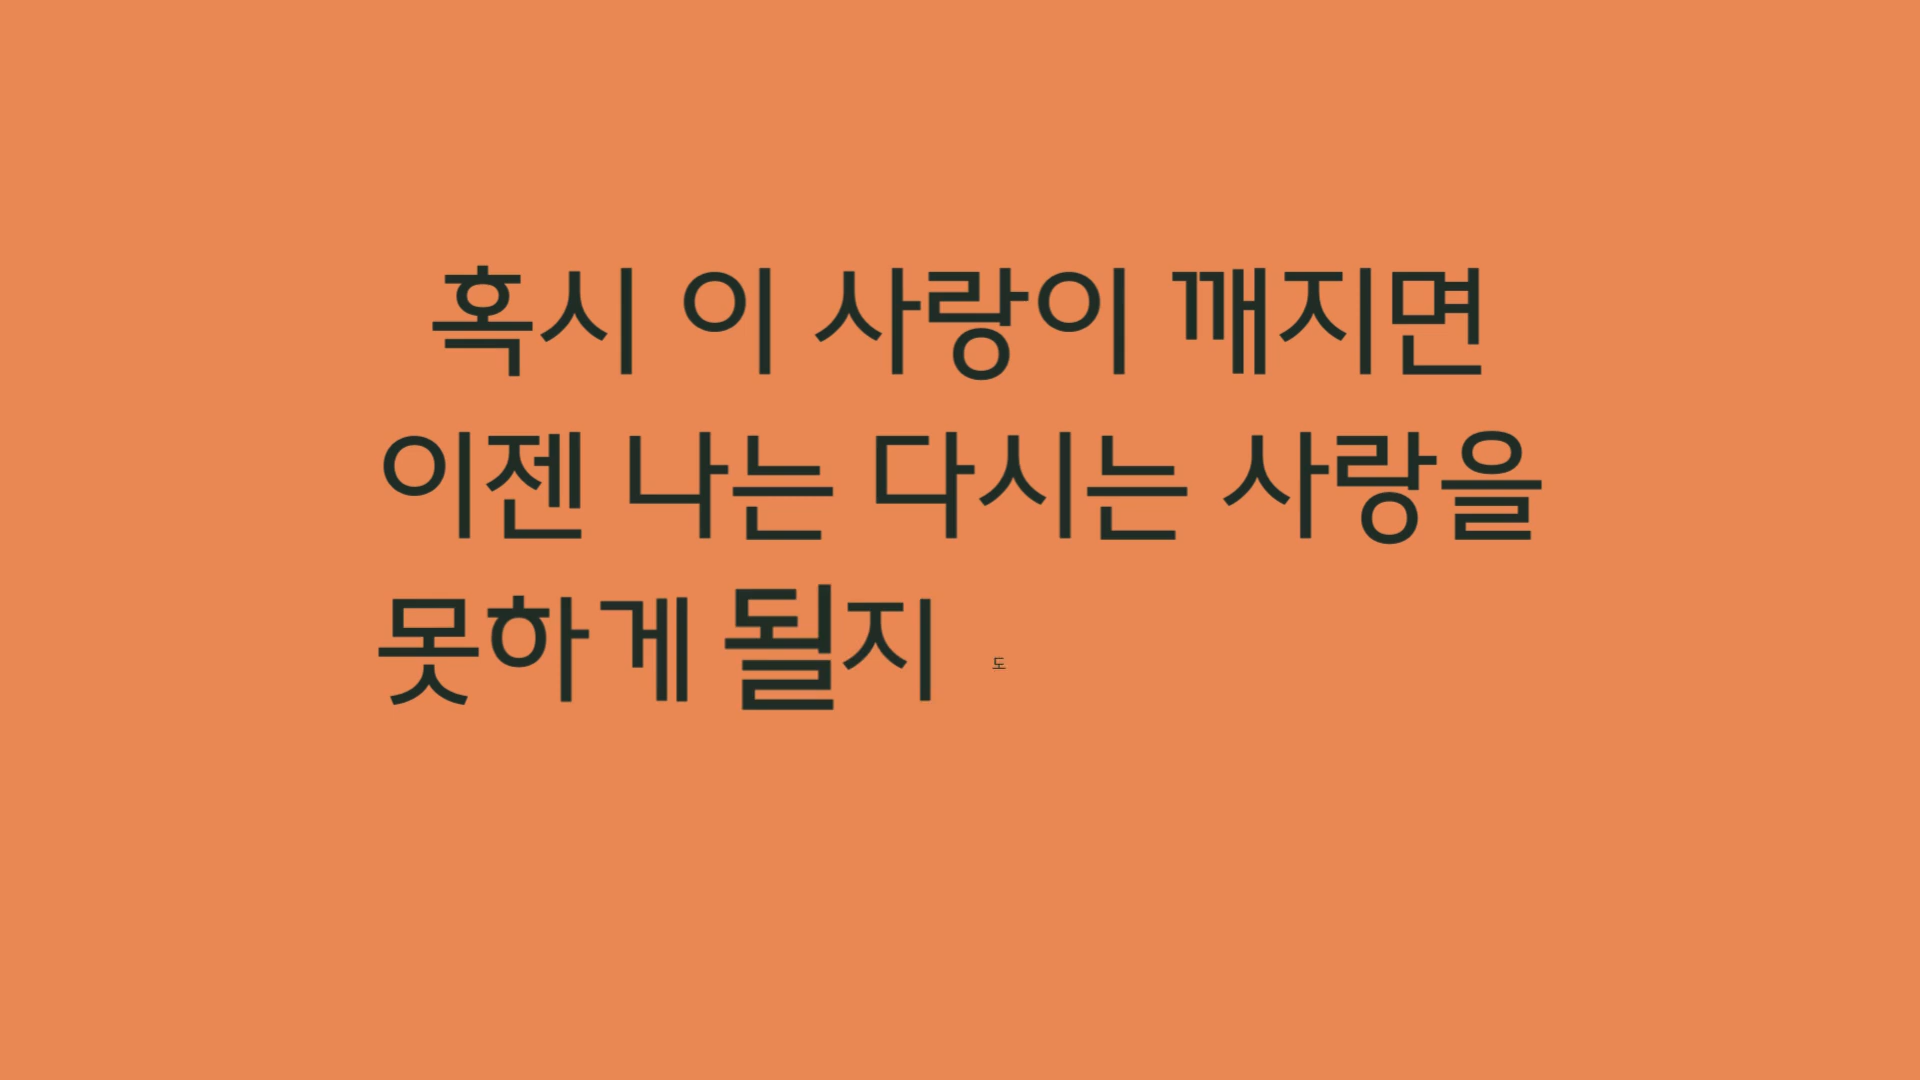 혹시 이 사랑이 깨지면
이젠 나는 다시는 사랑을
못하게 될지도